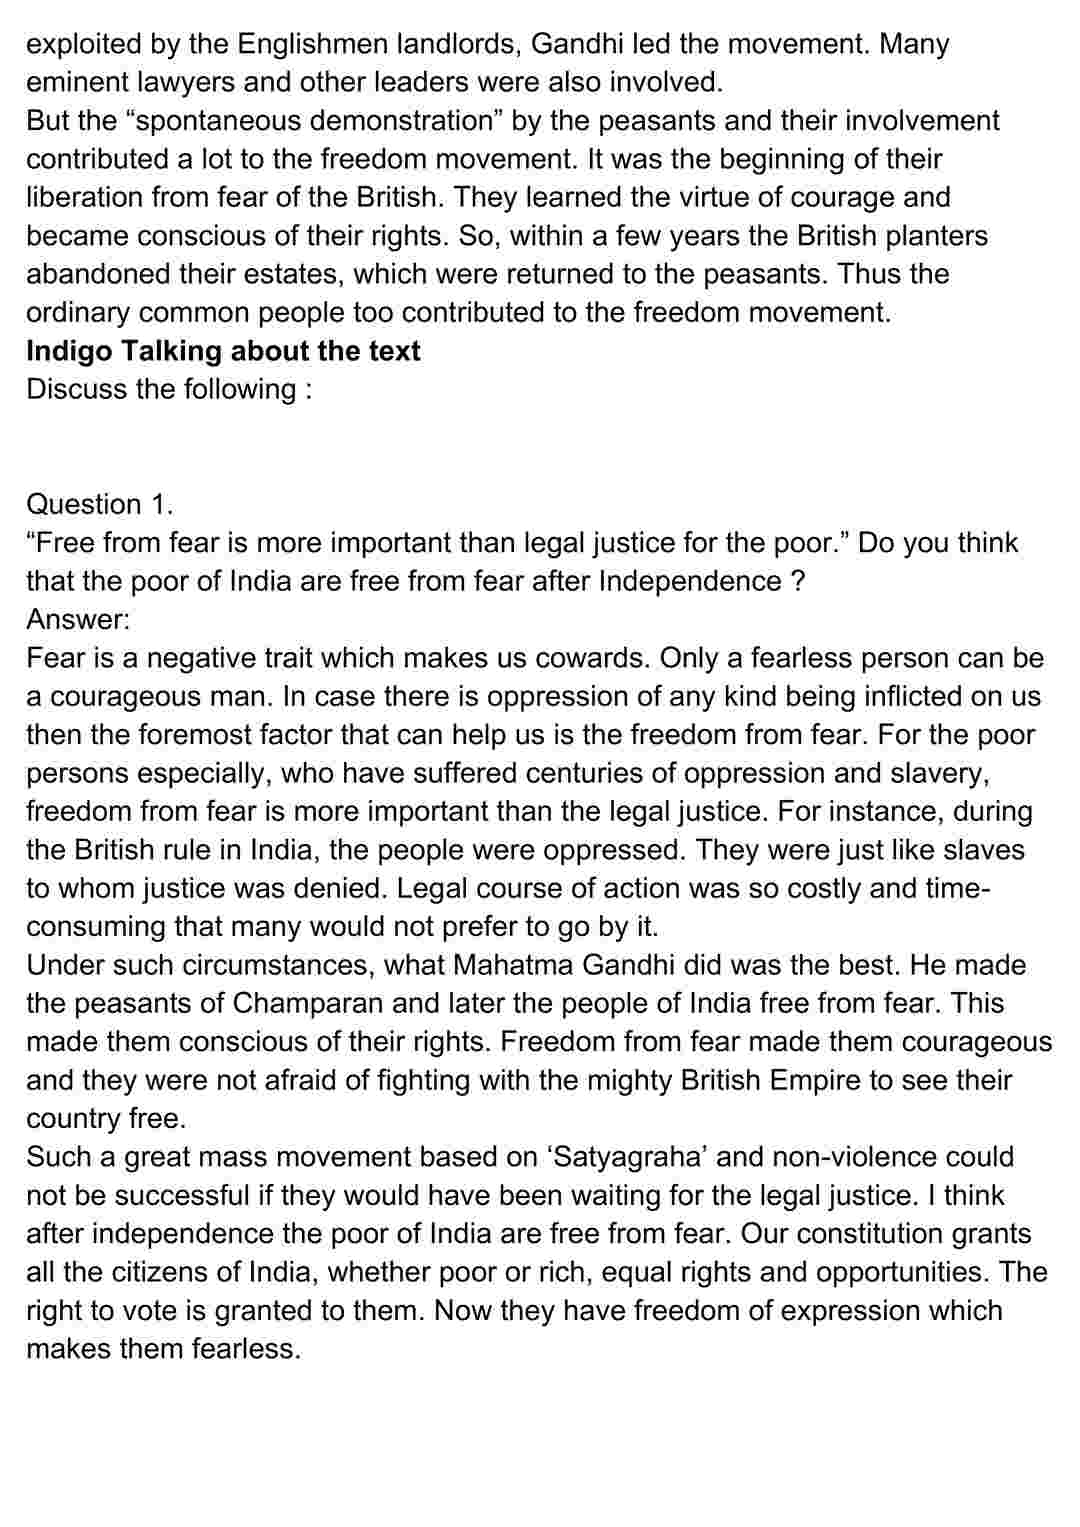 exploited by the Englishmen landlords, Gandhi led the movement. Many
eminent lawyers and other leaders were also involved.
But the “spontaneous demonstration” by the peasants and their involvement
contributed a lot to the freedom movement. It was the beginning of their
liberation from fear of the British. They learned the virtue of courage and
became conscious of their rights. So, within a few years the British planters
abandoned their estates, which were returned to the peasants. Thus the
ordinary common people too contributed to the freedom movement.
Indigo Talking about the text
Discuss the following :
Question 1.
“Free from fear is more important than legal justice for the poor.” Do you think
that the poor of India are free from fear after Independence ?
Answer:
Fear is a negative trait which makes us cowards. Only a fearless person can be
a courageous man. In case there is oppression of any kind being inflicted on us
then the foremost factor that can help us is the freedom from fear. For the poor
persons especially, who have suffered centuries of oppression and slavery,
freedom from fear is more important than the legal justice. For instance, during
the British rule in India, the people were oppressed. They were just like slaves
to whom justice was denied. Legal course of action was so costly and time-
consuming that many would not prefer to go by it.
Under such circumstances, what Mahatma Gandhi did was the best. He made
the peasants of Champaran and later the people of India free from fear. This
made them conscious of their rights. Freedom from fear made them courageous
and they were not afraid of fighting with the mighty British Empire to see their
country free.
Such a great mass movement based on ‘Satyagraha’ and non-violence could
not be successful if they would have been waiting for the legal justice. I think
after independence the poor of India are free from fear. Our constitution grants
all the citizens of India, whether poor or rich, equal rights and opportunities. The
right to vote is granted to them. Now they have freedom of expression which
makes them fearless.